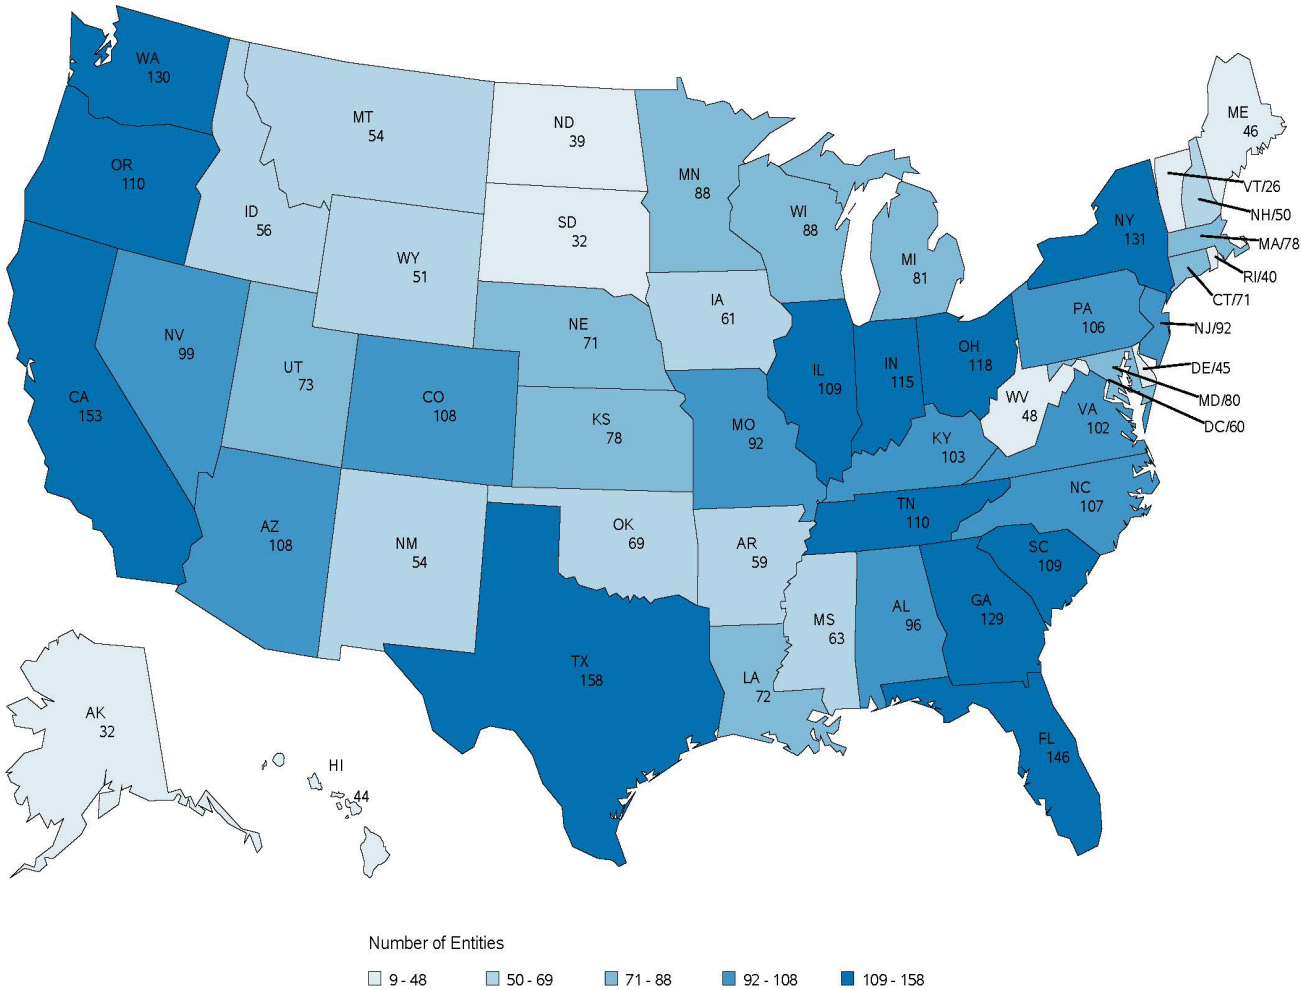 WA
130
OR
110
CA
153
NV
99
ID
56
MT
54
WY
51
UT
73
AZ
108
CO
108
NM
54
ND
39
SD
32
NE
71
KS
78
OK
69
TX
158
MN
88
IA
61
MO
92
AR
59
LA
72
WI
88
IL
109
MS
63
MI
81
IN
115
OH
118
KY
103
TN
110
AL
96
GA
129
FL
146
SC
109
NC
107
VA
102
WV
48
PA
106
NY
131
ME
46
VT/26
NH/50
MA/78
RI/40
CT/71
NJ/92
DE/45
MD/80
DC/60
AK
32
HI
44
Number of Entities
9 - 48
50 - 69
71 - 88
92 - 108
109 - 158